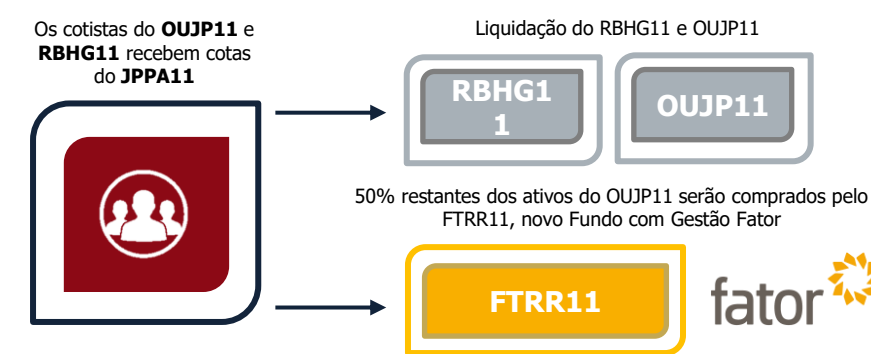 Os cotistas do OUJP11 e
RBHG11 recebem cotas
do JPPA11
Liquidação do RBHG11 e OUJP11
RBHG1
1
OUJP11
50% restantes dos ativos do OUJP11 serão comprados pelo
FTRR11, novo Fundo com Gestão Fator
FTRR11
fator